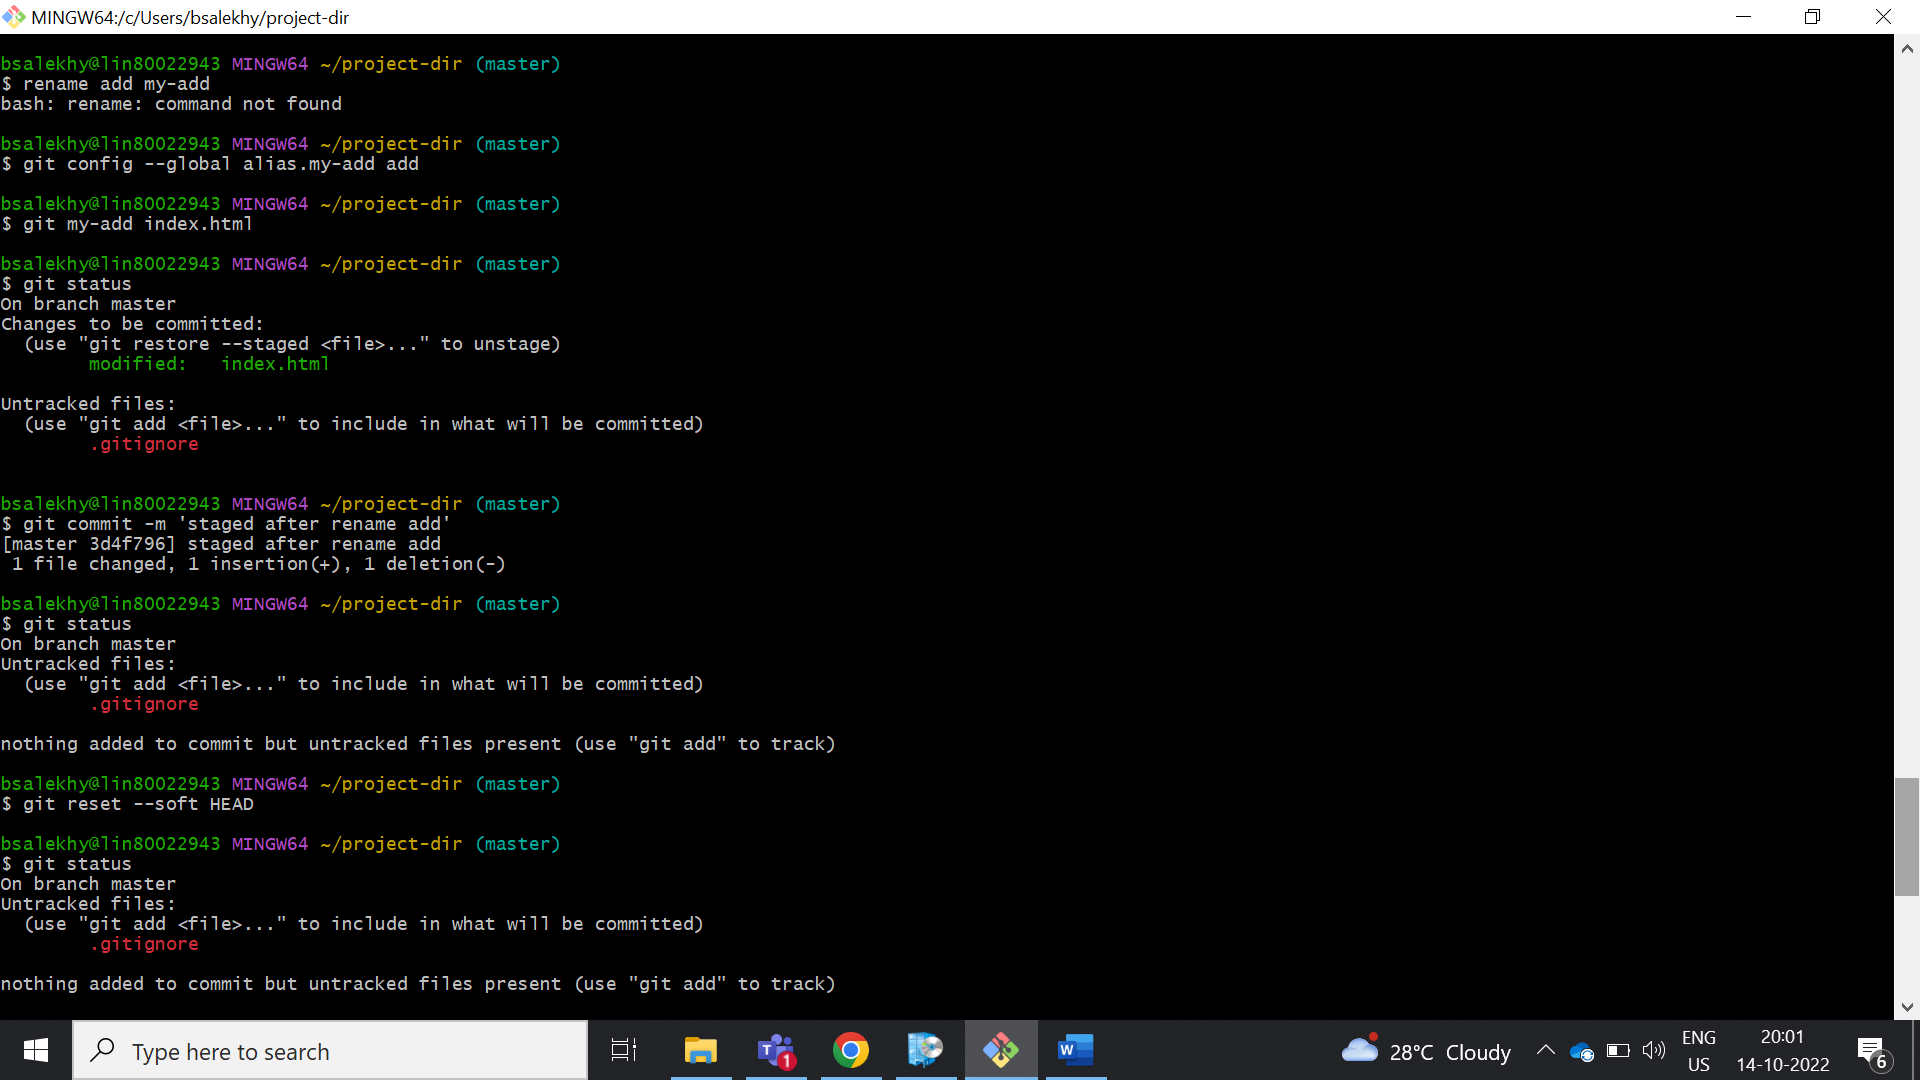 MINGW64:/c/Users/bsalekhy/project-dir
bsalekhy@lin80022943 MINGW64 ~/project-dir (master)
$ rename add my-add
bash: rename: command not found
bsalekhy@lin80022943 MINGW64 ~/project-dir (master)
$ git config --global alias.my-add add
bsalekhy@lin80022943 MINGW64 ~/project-dir (master)
$ git my-add index.html
bsalekhy@lin80022943 MINGW64 ~/project-dir (master)
$ git status
On branch master
Changes to be committed:
  (use "git restore --staged <file>..." to unstage)
        modified:   index.html
Untracked files:
  (use "git add <file>..." to include in what will be committed)
        .gitignore
bsalekhy@lin80022943 MINGW64 ~/project-dir (master)
$ git commit -m 'staged after rename add'
[master 3d4f796] staged after rename add
 1 file changed, 1 insertion(+), 1 deletion(-)
bsalekhy@lin80022943 MINGW64 ~/project-dir (master)
$ git status
On branch master
Untracked files:
  (use "git add <file>..." to include in what will be committed)
        .gitignore
nothing added to commit but untracked files present (use "git add" to track)
bsalekhy@lin80022943 MINGW64 ~/project-dir (master)
$ git reset --soft HEAD
bsalekhy@lin80022943 MINGW64 ~/project-dir (master)
$ git status
On branch master
Untracked files:
  (use "git add <file>..." to include in what will be committed)
        .gitignore
nothing added to commit but untracked files present (use "git add" to track)
Type here to search
T
1
W
28°C Cloudy
ENG
US
20:01
14-10-2022
6